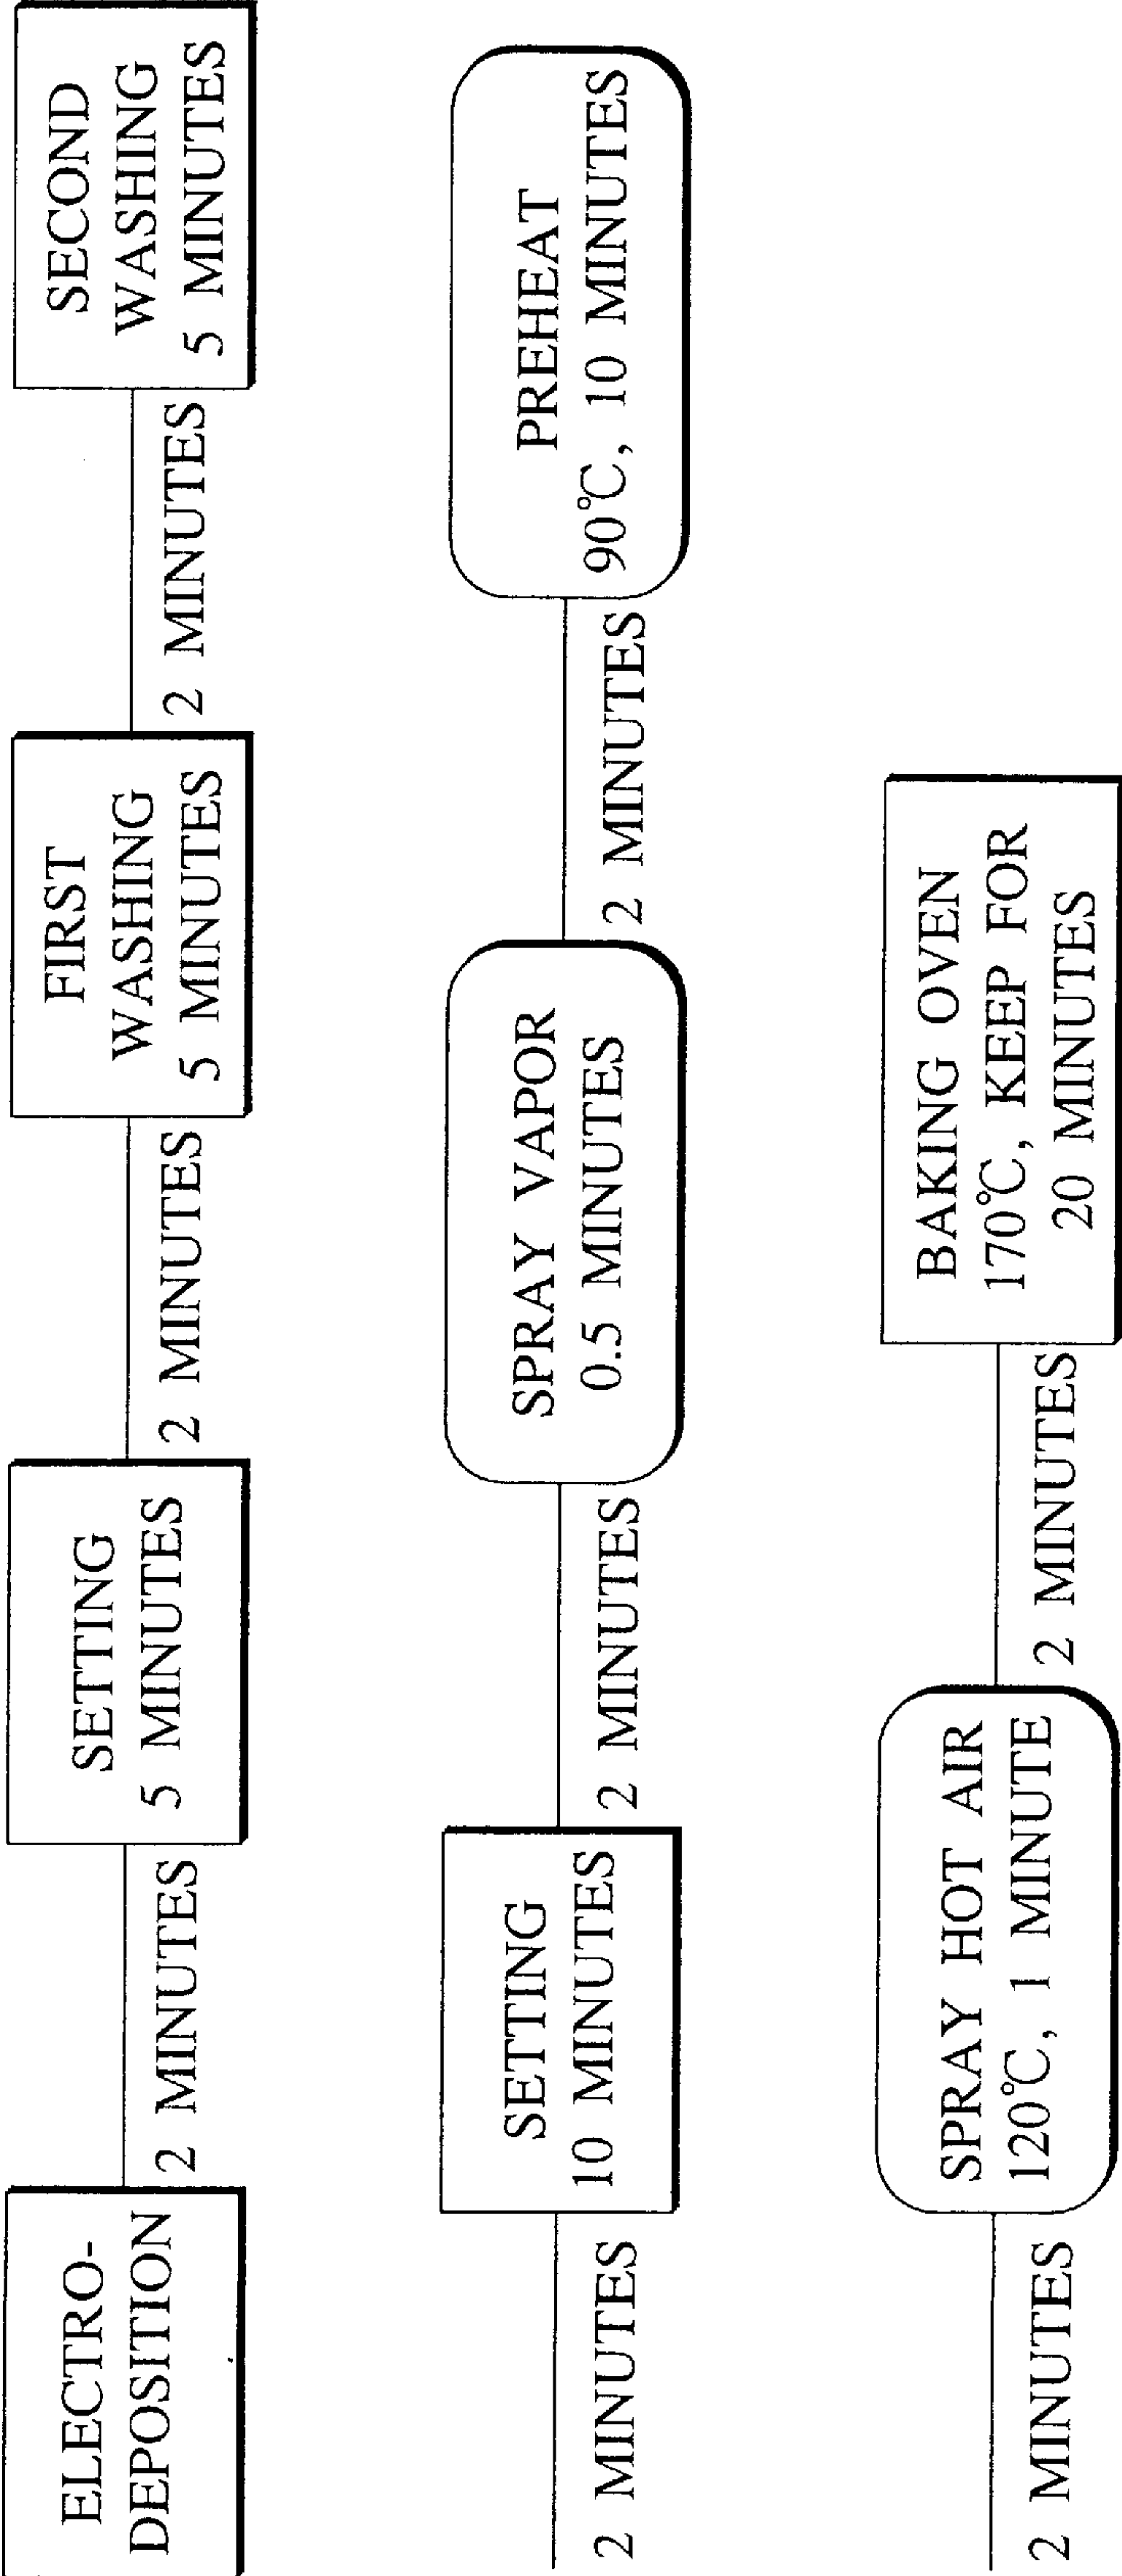 ELECTRO-
DEPOSITION
2 MINUTES
SETTING
5 MINUTES
2 MINUTES
FIRST
WASHING
5 MINUTES
2 MINUTES
SECOND
WASHING
5 MINUTES
2 MINUTES
SETTING
10 MINUTES
2 MINUTES
SPRAY VAPOR
0.5 MINUTES
2 MINUTES
PREHEAT
90℃, 10 MINUTES
2 MINUTES
SPRAY HOT AIR
120℃, 1 MINUTE
2 MINUTES
BAKING OVEN
170℃, KEEP FOR
20 MINUTES